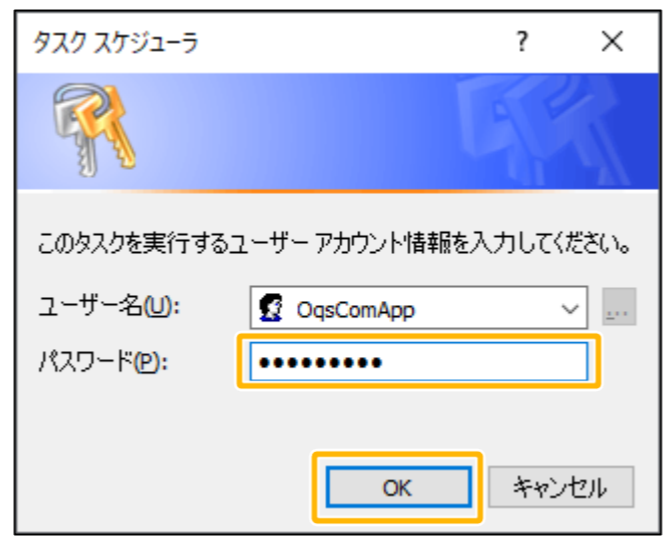 タスク スケジューラ ?
このタスクを実行するユーザー アカウント情報を入力してください。
ユーザー名(U): OqsComApp ...
パスワード(P): ●●●●●●●●●
OK キャンセル